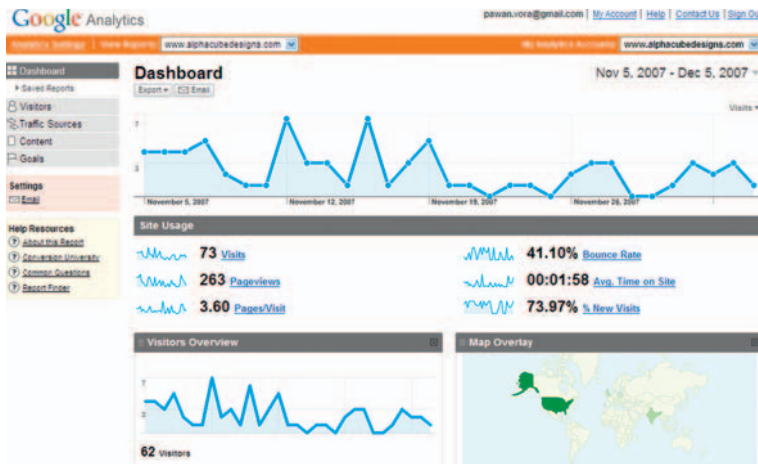 Google Analytics
pawan.vora@gmail.com | My Account | Help | Contact Us | Sign Ou
Analytics Settings | View Reports: www.alphacubedesigns.com
My Analytics Accounts: www.alphacubedesigns.com
Dashboard
Saved Reports
Visitors
Traffic Sources
Content
Goals
Settings
Email
Help Resources
About this Report
Conversion University
Common Questions
Report Finder
Dashboard
Nov 5, 2007 - Dec 5, 2007
Export
Email
Visits
7
3
November 5, 2007
November 12, 2007
November 19, 2007
November 26, 2007
Site Usage
73 Visits
41.10% Bounce Rate
263 Pageviews
00:01:58 Avg. Time on Site
3.60 Pages/Visit
73.97% % New Visits
Visitors Overview
7
3
62 Visitors
Map Overlay